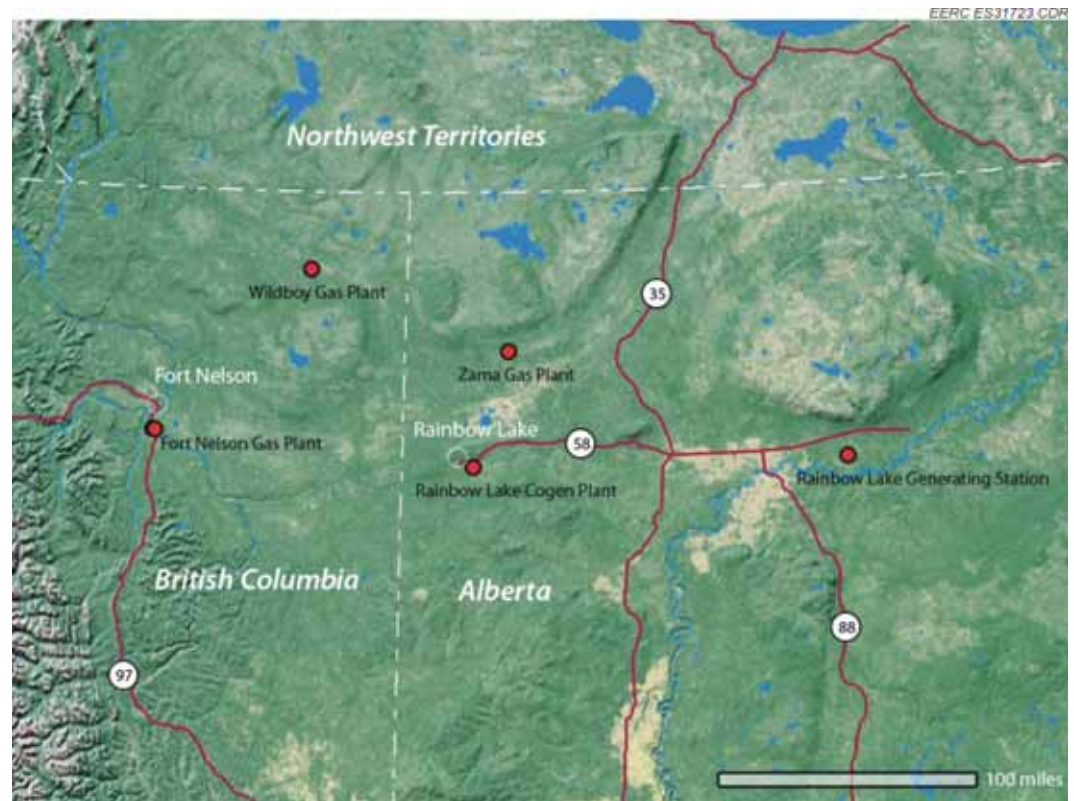 EERC ES31723.CDR
Northwest Territories
Wildboy Gas Plant
35
Zama Gas Plant
Fort Nelson
Fort Nelson Gas Plant
Rainbow Lake
58
Rainbow Lake Cogen Plant
Rainbow Lake Generating Station
British Columbia
Alberta
88
97
100 miles